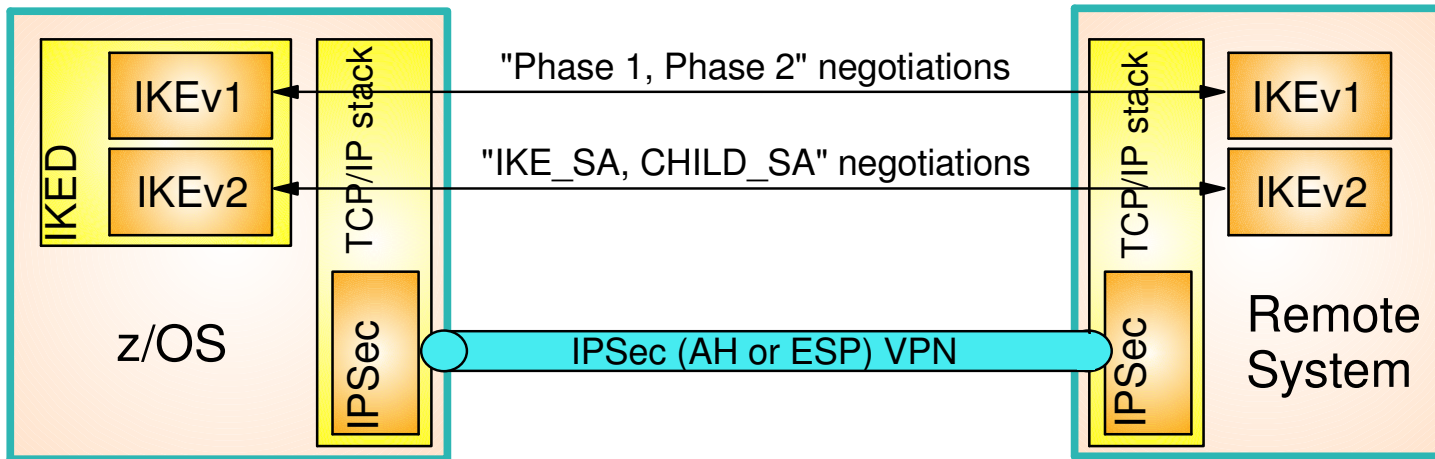 IKED
IKEv1
IKEv2
TCP/IP stack
IPSec
z/OS
"Phase 1, Phase 2" negotiations
"IKE_SA, CHILD_SA" negotiations
IPSec (AH or ESP) VPN
TCP/IP stack
IPSec
IKEv1
IKEv2
Remote
System